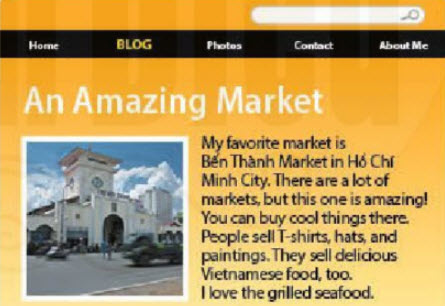 Home BLOG Photos Contact About Me
An Amazing Market
My favorite market is
Bến Thành Market in Hồ Chí
Minh City. There are a lot of
markets, but this one is amazing!
You can buy cool things there.
People sell T-shirts, hats, and
paintings. They sell delicious
Vietnamese food, too.
I love the grilled seafood.